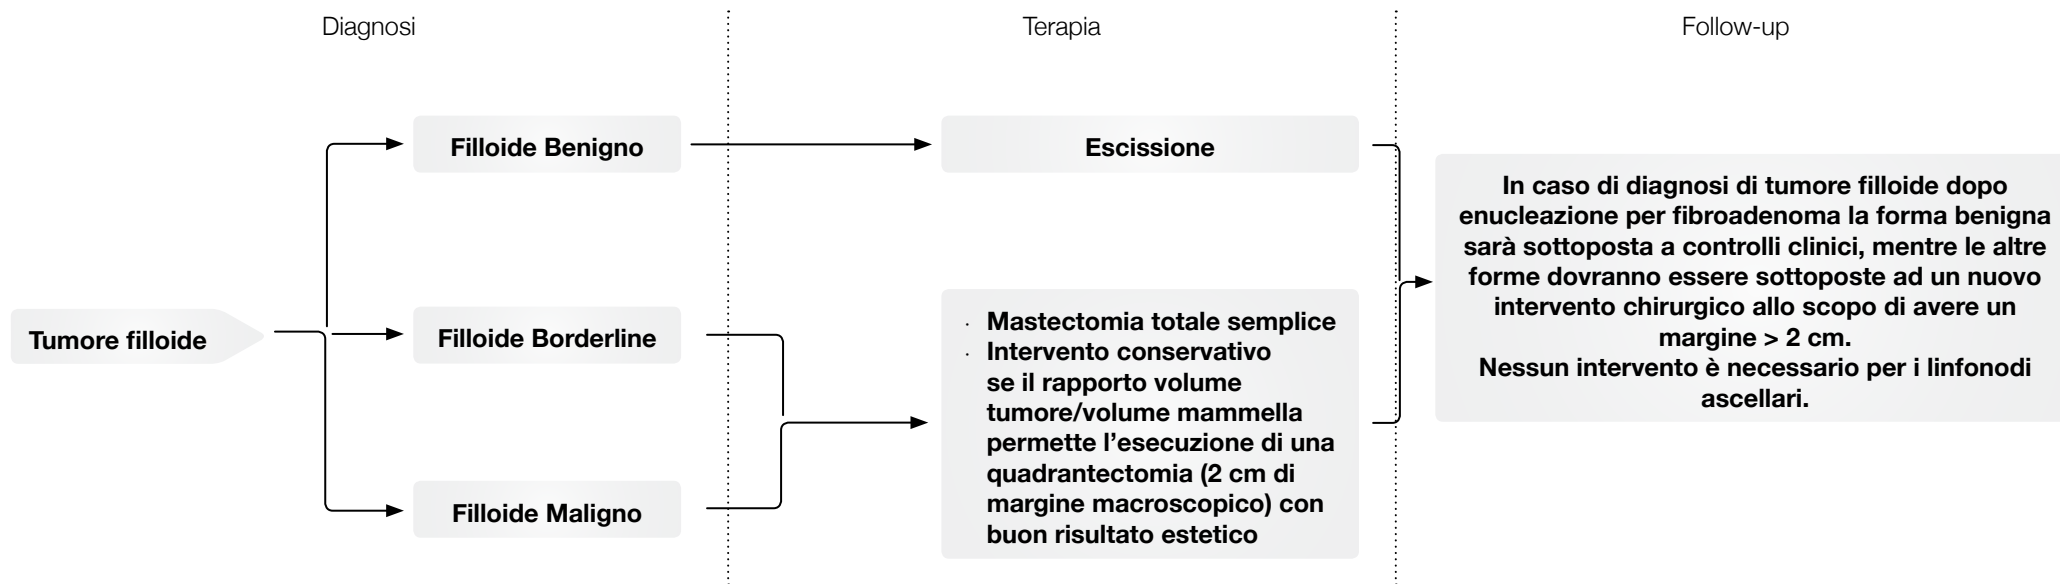 Diagnosi
Terapia
Follow-up
Tumore filloide
Filloide Benigno
Filloide Borderline
Filloide Maligno
Escissione
· Mastectomia totale semplice
· Intervento conservativo
se il rapporto volume
tumore/volume mammella
permette l’esecuzione di una
quadrantectomia (2 cm di
margine macroscopico) con
buon risultato estetico
In caso di diagnosi di tumore filloide dopo
enucleazione per fibroadenoma la forma benigna
sarà sottoposta a controlli clinici, mentre le altre
forme dovranno essere sottoposte ad un nuovo
intervento chirurgico allo scopo di avere un
margine > 2 cm.
Nessun intervento è necessario per i linfonodi
ascellari.